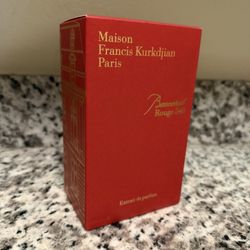 Maison
Francis Kurkdjian
Paris
Baccarat
Rouge 540
Extrait de parfum